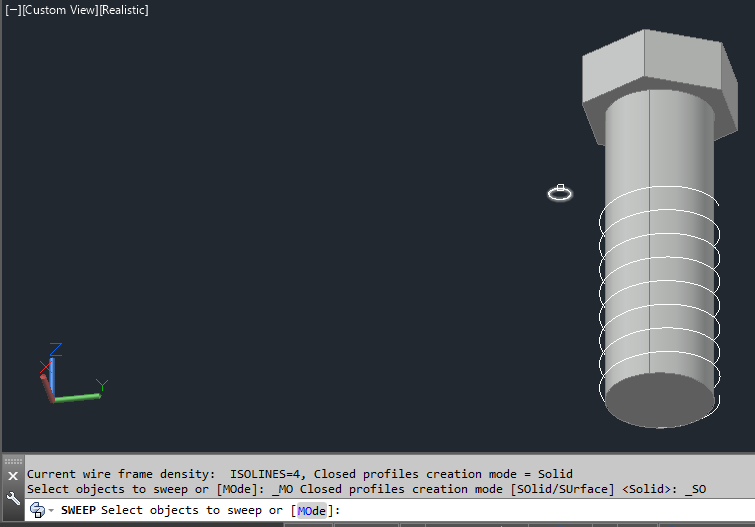 [−][Custom View][Realistic]
Z
X
Y
Current wire frame density:  ISOLINES=4, Closed profiles creation mode = Solid
Select objects to sweep or [MOde]: _MO Closed profiles creation mode [SOlid/SUrface] <Solid>: _SO
SWEEP Select objects to sweep or [MOde]: